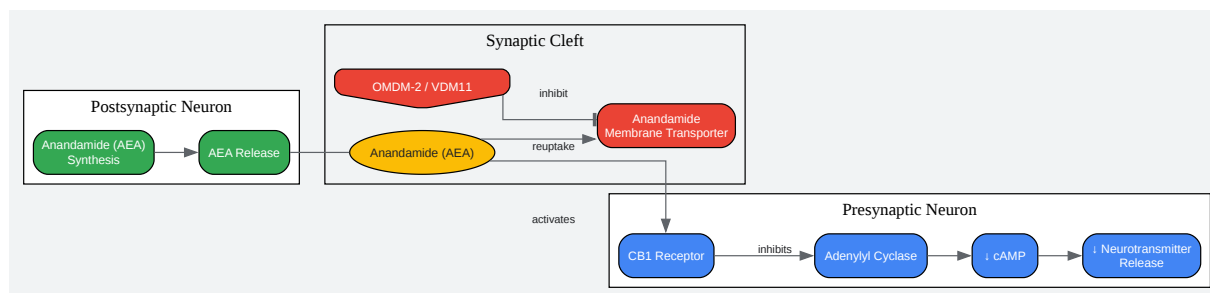 Synaptic Cleft
OMDM-2 / VDM11
inhibit
Anandamide
Membrane Transporter
Postsynaptic Neuron
Anandamide (AEA)
Synthesis
AEA Release
Anandamide (AEA)
reuptake
activates
Presynaptic Neuron
CB1 Receptor
inhibits
Adenylyl Cyclase
↓ cAMP
↓ Neurotransmitter
Release